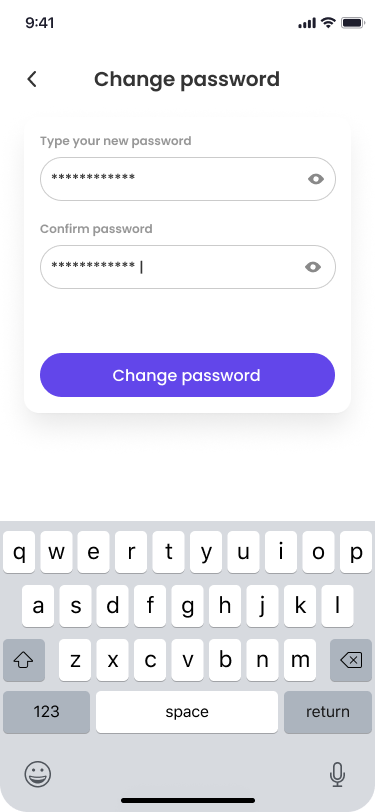 9:41
Change password
Type your new password
************
Confirm password
************ |
Change password
q w e r t y u i o p
a s d f g h j k l
z x c v b n m
123 space return